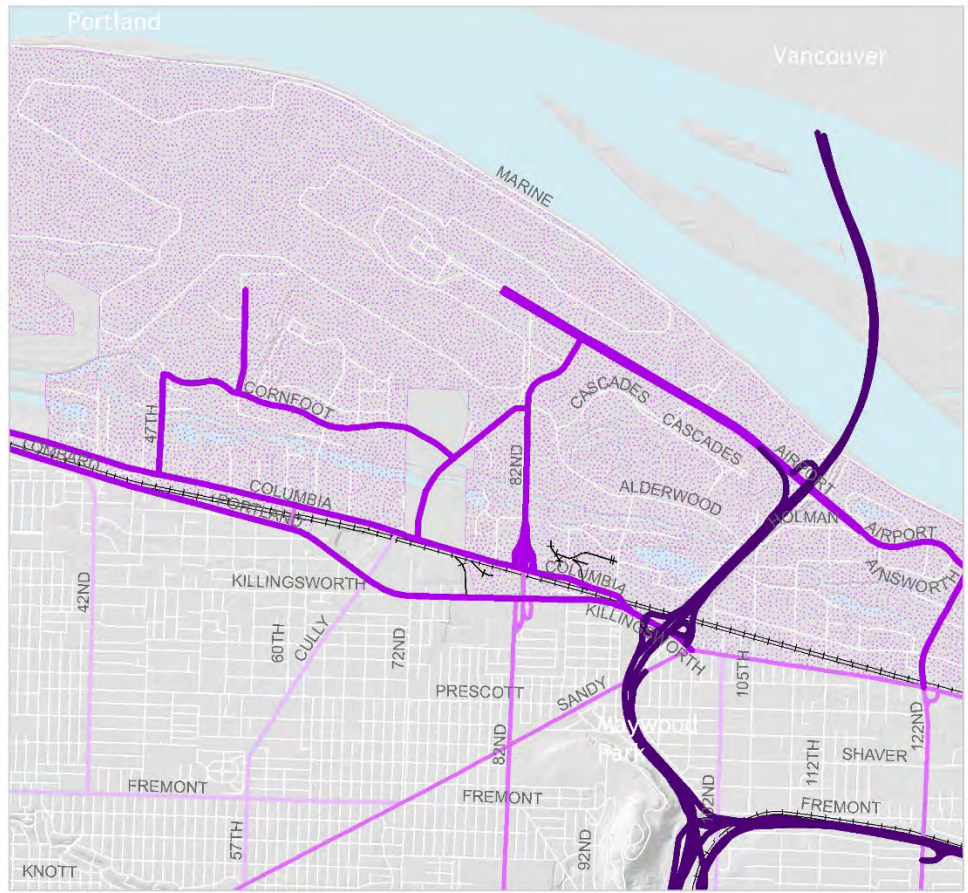 Portland
Vancouver
MARINE
CASCADES
CASCADES
CORNFOOT
47TH
82ND
AIRPORT
LOMBARD
COLUMBIA
ALDERWOOD
HOLMAN
PORTLAND
AIRPORT
AINSWORTH
COLUMBIA
KILLINGSWORTH
42ND
KILLINGSWORTH
60TH
CULLY
72ND
105TH
PRESCOTT
SANDY
122ND
Maywood
Park
82ND
112TH
SHAVER
FREMONT
FREMONT
102ND
FREMONT
57TH
92ND
KNOTT